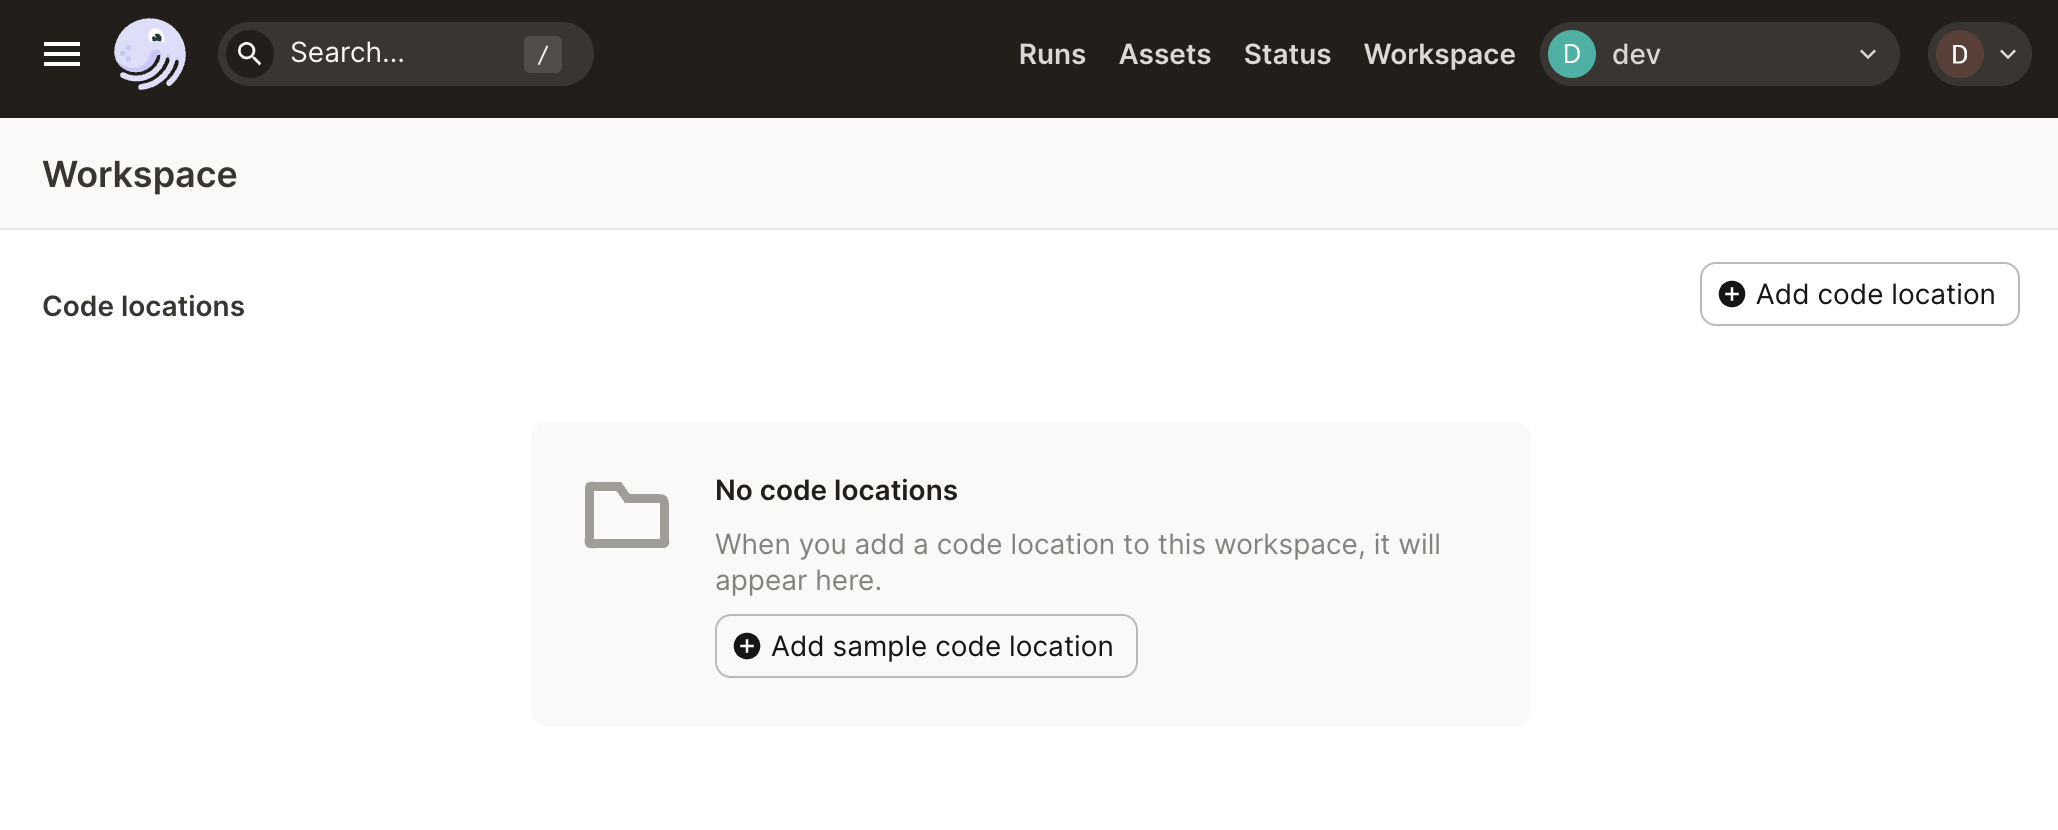 Search...
/
Runs
Assets
Status
Workspace
D
dev
D
Workspace
Code locations
Add code location
No code locations
When you add a code location to this workspace, it will
appear here.
Add sample code location